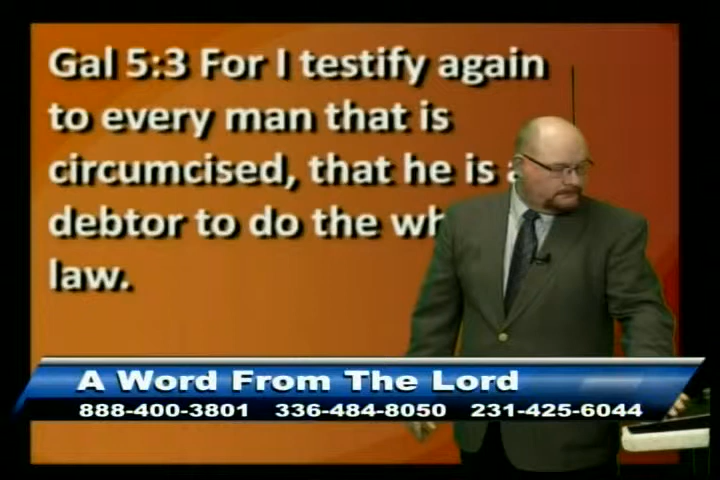 Gal 5:3 For I testify again
to every man that is
circumcised, that he is
debtor to do the
law.
A Word From The Lord
888-400-3801 336-484-8050 231-425-6044